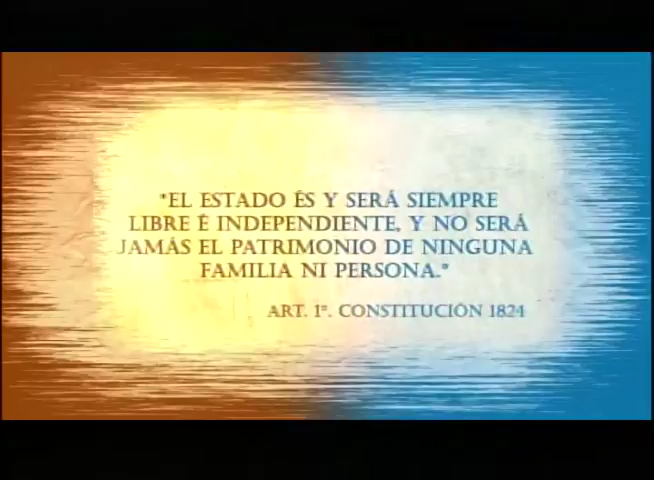 "EL ESTADO ÉS Y SERÁ SIEMPRE
LIBRE É INDEPENDIENTE, Y NO SERÁ
JAMÁS EL PATRIMONIO DE NINGUNA
FAMILIA NI PERSONA."
ART. 1º. CONSTITUCIÓN 1824